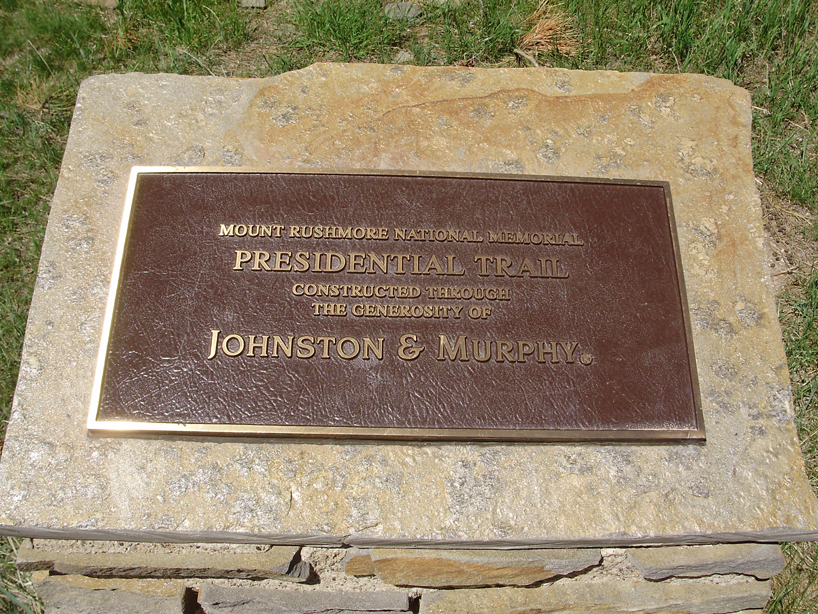 MOUNT RUSHMORE NATIONAL MEMORIAL
PRESIDENTIAL TRAIL
CONSTRUCTED THROUGH
THE GENEROSITY OF
JOHNSTON & MURPHY®